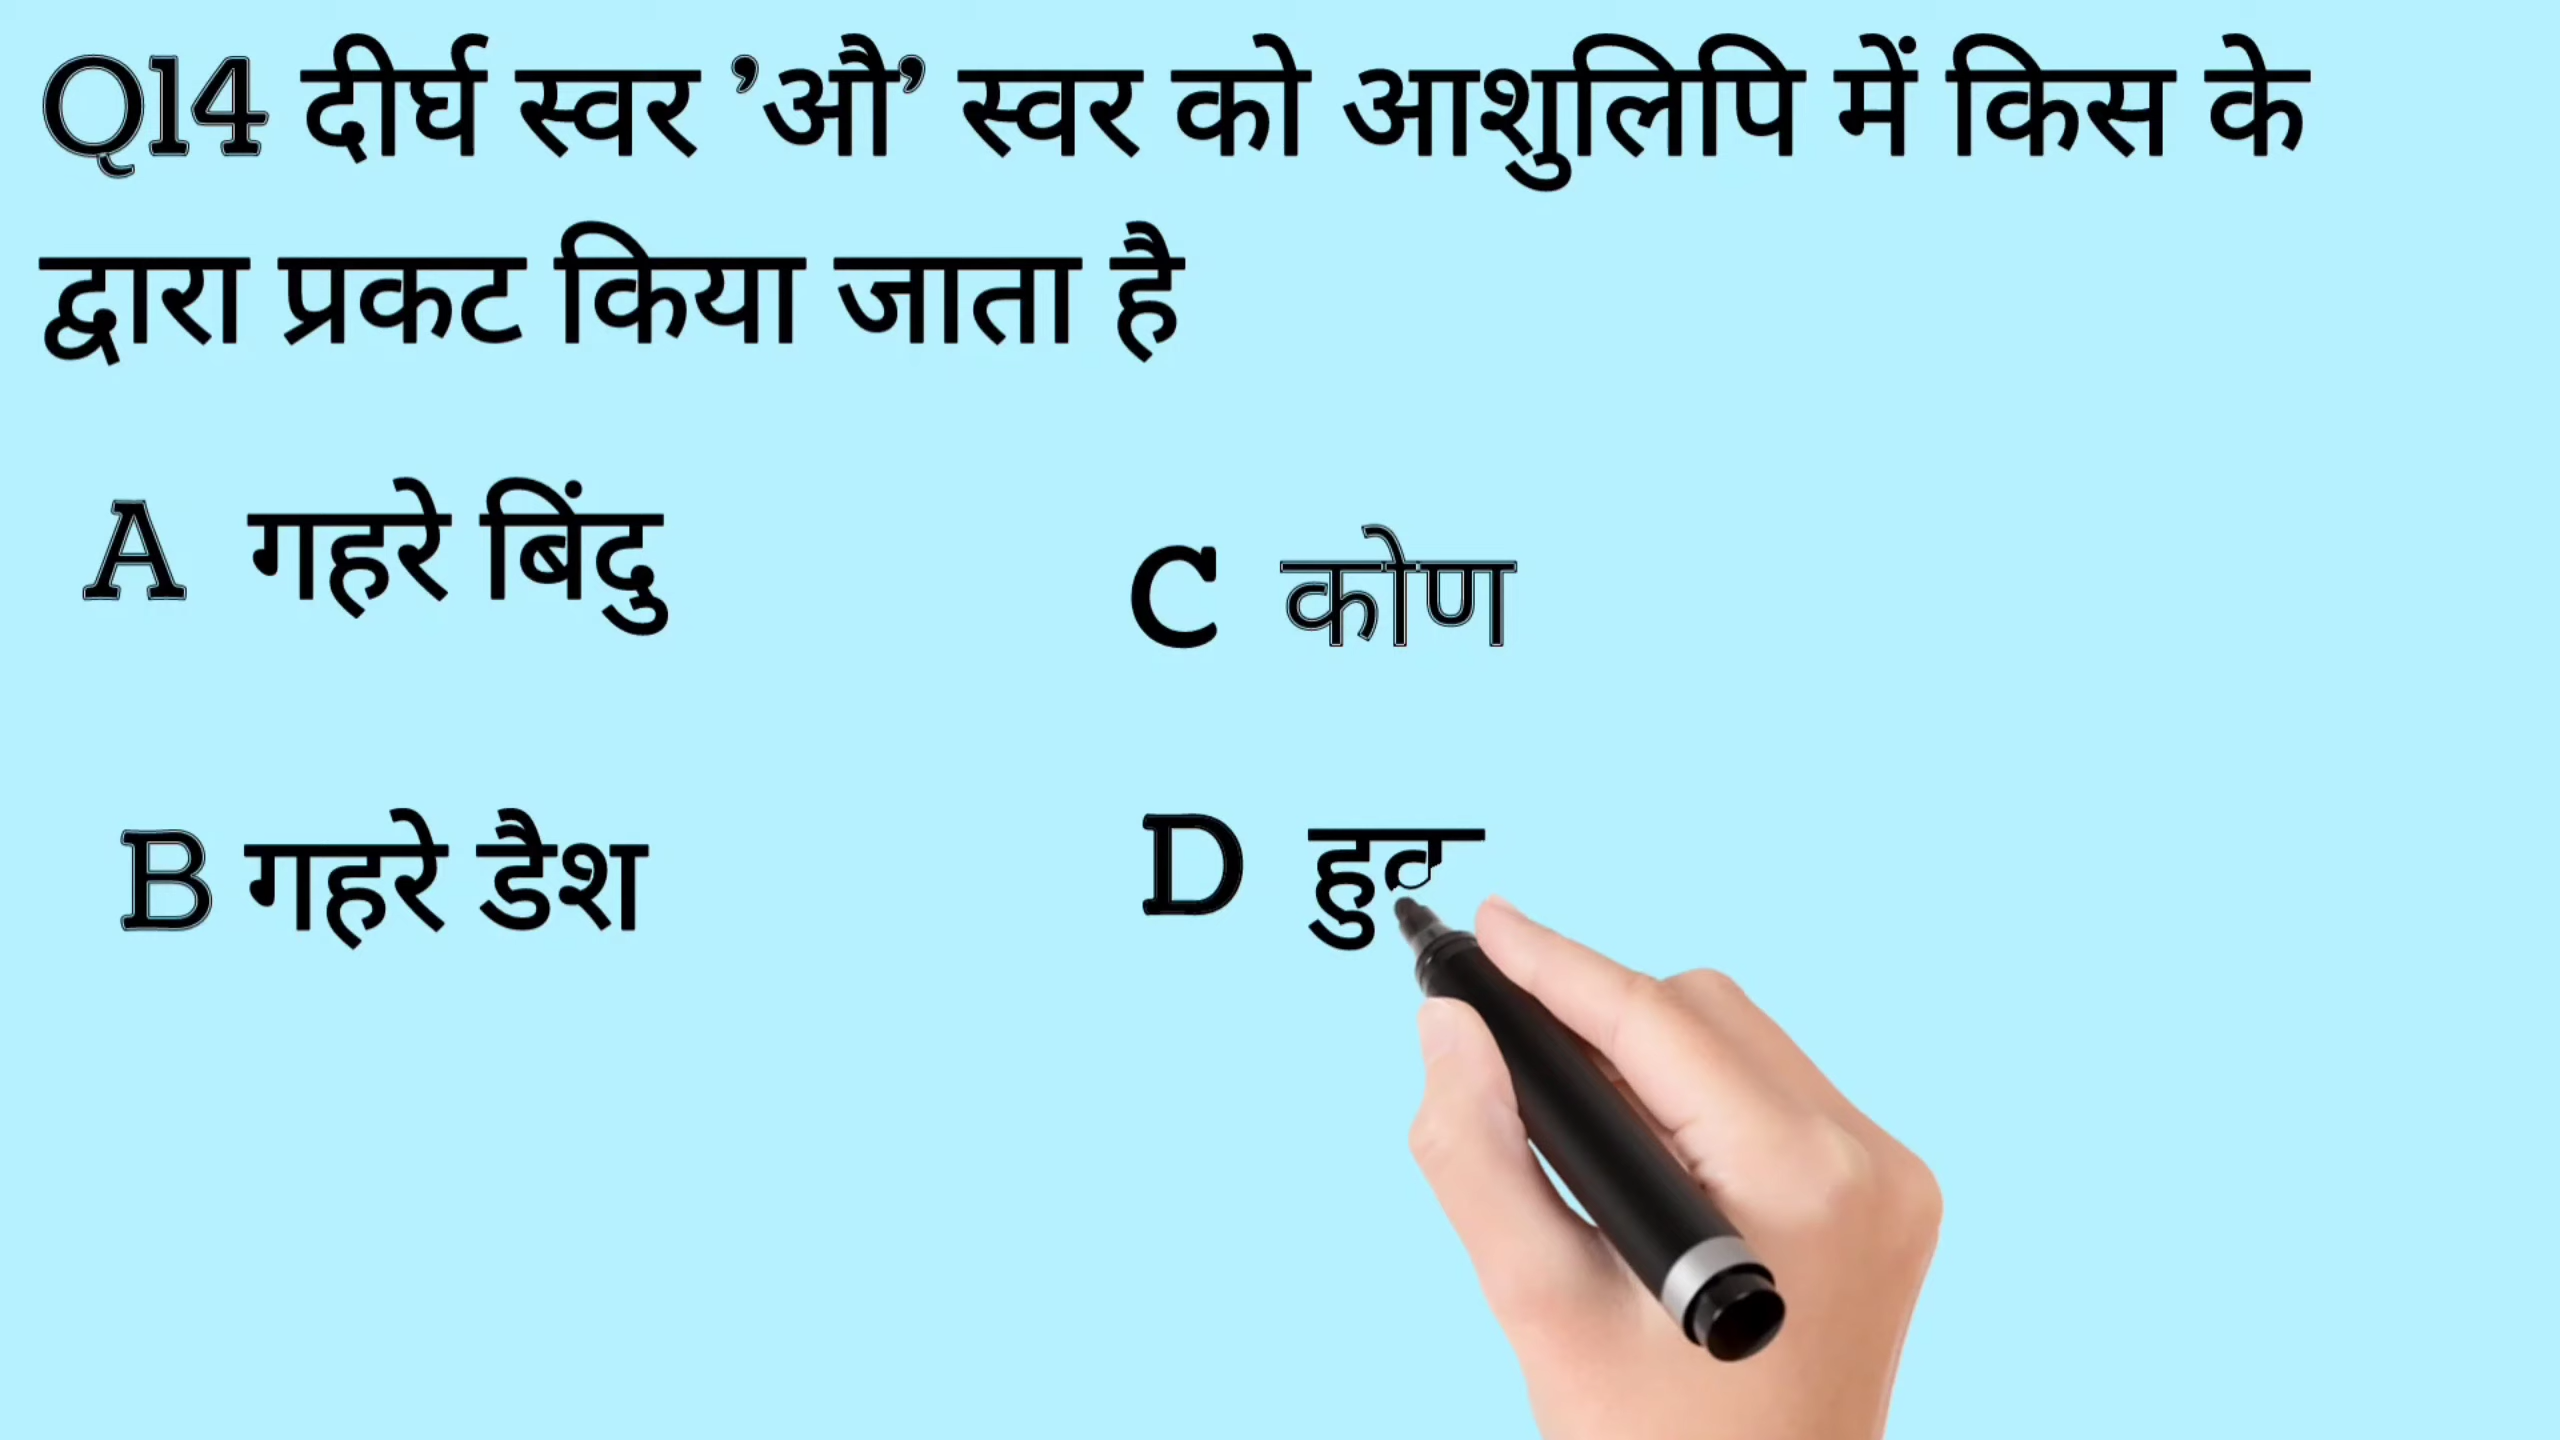 Q14 दीर्घ स्वर ’औ’ स्वर को आशुलिपि में किस के
द्वारा प्रकट किया जाता है
A गहरे बिंदु
C कोण
B गहरे डैश
D